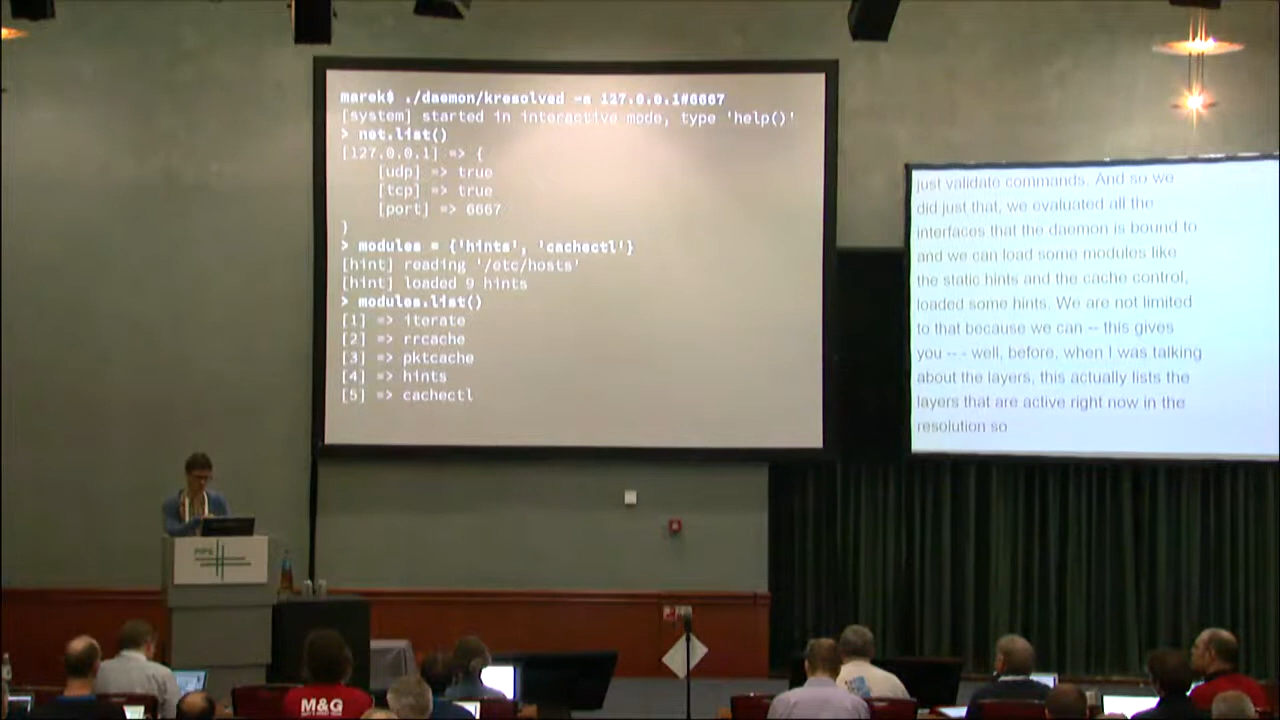 marek$ ./daemon/kresolved -a 127.0.0.1#6667
[system] started in interactive mode, type 'help()'
> net.list()
[127.0.0.1] => {
[udp] => true
[tcp] => true
[port] => 6667
}
> modules = {'hints', 'cachectl'}
[hint] reading '/etc/hosts'
[hint] loaded 9 hints
> modules.list()
[1] => iterate
[2] => rrcache
[3] => pktcache
[4] => hints
[5] => cachectl
just validate commands. And so we
did just that, we evaluated all the
interfaces that the daemon is bound to
and we can load some modules like
the static hints and the cache control,
loaded some hints. We are not limited
to that because we can -- this gives
you -- - well, before, when I was talking
about the layers, this actually lists the
layers that are active right now in the
resolution so
RIPE
M&G